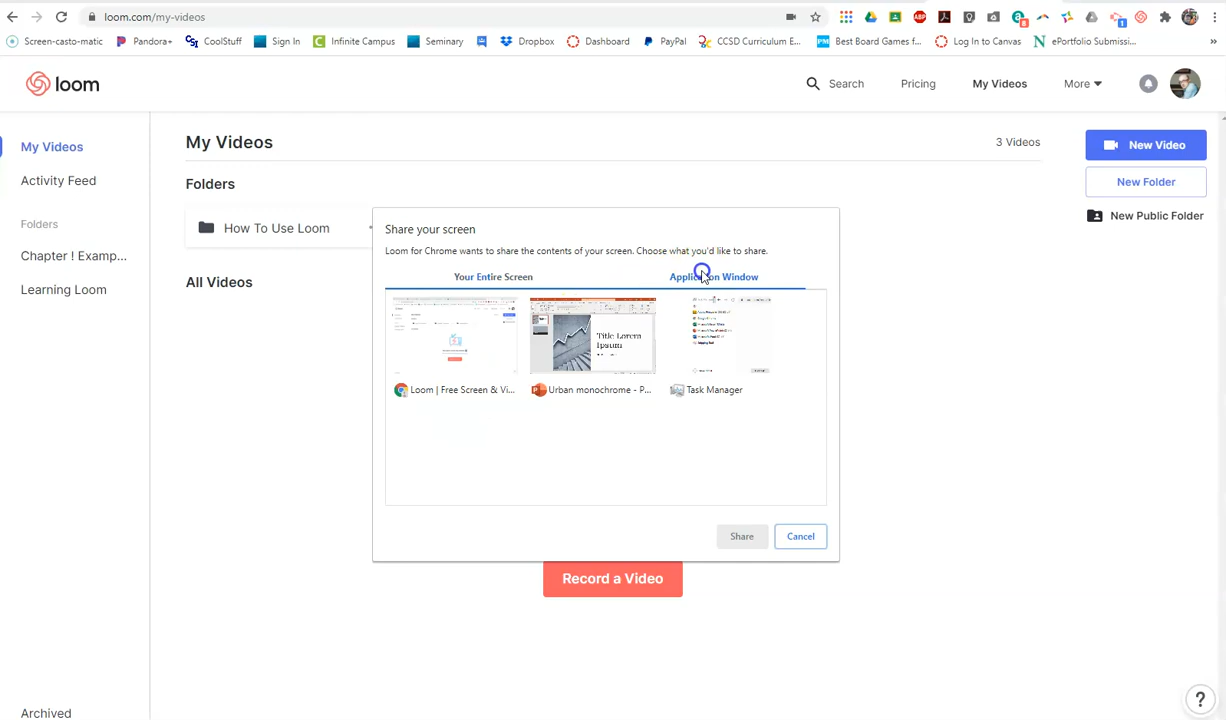 loom.com/my-videos
Screen-casto-matic Pandora+ CoolStuff Sign In Infinite Campus Seminary Dropbox Dashboard PayPal CCSD Curriculum E... Best Board Games f... Log In to Canvas ePortfolio Submissi... »
loom Search Pricing My Videos More
My Videos
Activity Feed
Folders
Chapter ! Examp...
Learning Loom
Archived
My Videos 3 Videos
Folders
How To Use Loom
All Videos
New Video
New Folder
New Public Folder
Share your screen
Loom for Chrome wants to share the contents of your screen. Choose what you'd like to share.
Your Entire Screen Application Window
Title Lorem
Ipsum
Loom | Free Screen & Vi... Urban monochrome - P... Task Manager
Share Cancel
Record a Video
?